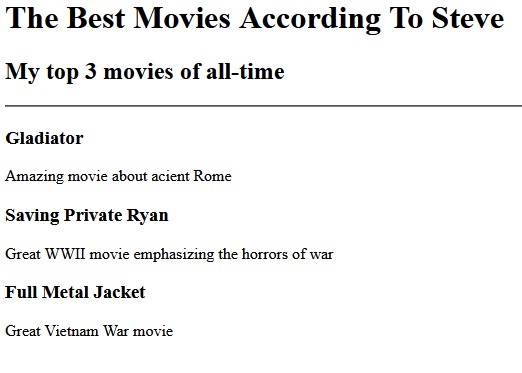 The Best Movies According To Steve
My top 3 movies of all-time
Gladiator
Amazing movie about acient Rome
Saving Private Ryan
Great WWII movie emphasizing the horrors of war
Full Metal Jacket
Great Vietnam War movie